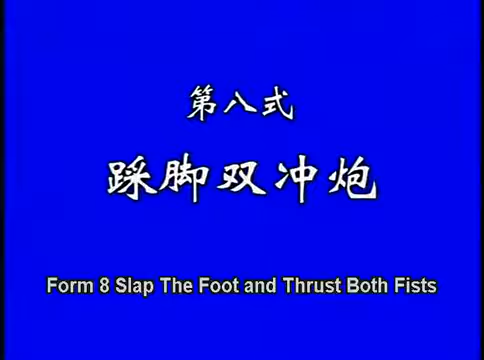 第八式
踩脚双冲炮
Form 8 Slap The Foot and Thrust Both Fists